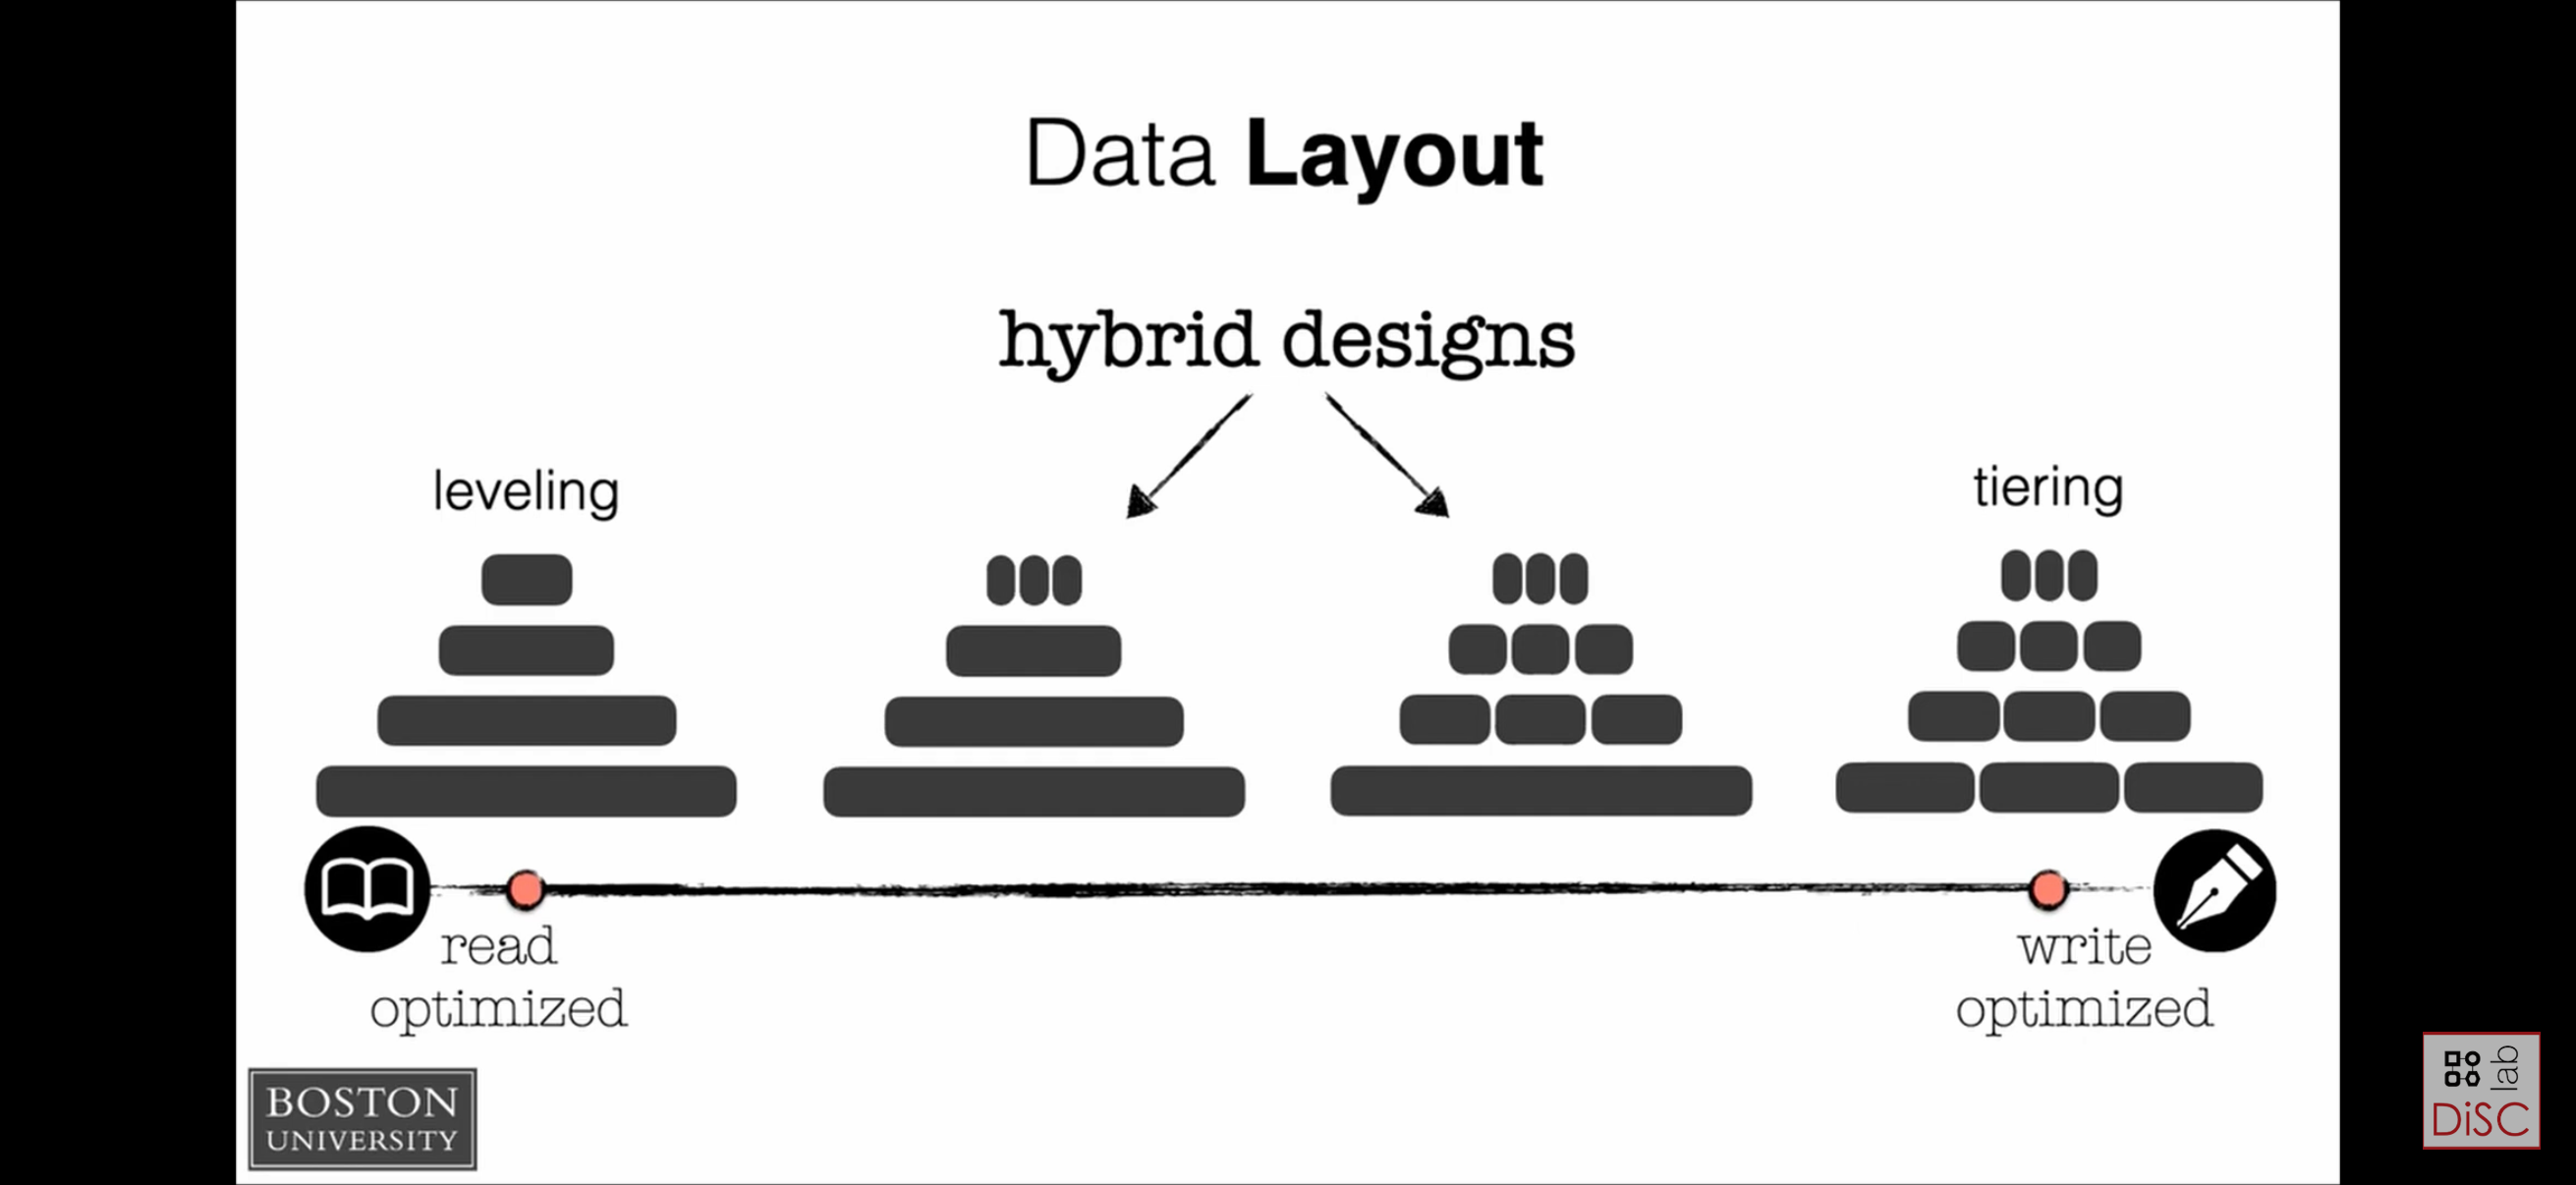 Data Layout
hybrid designs
leveling
tiering
read
optimized
write
optimized
BOSTON
UNIVERSITY
lab
DiSC